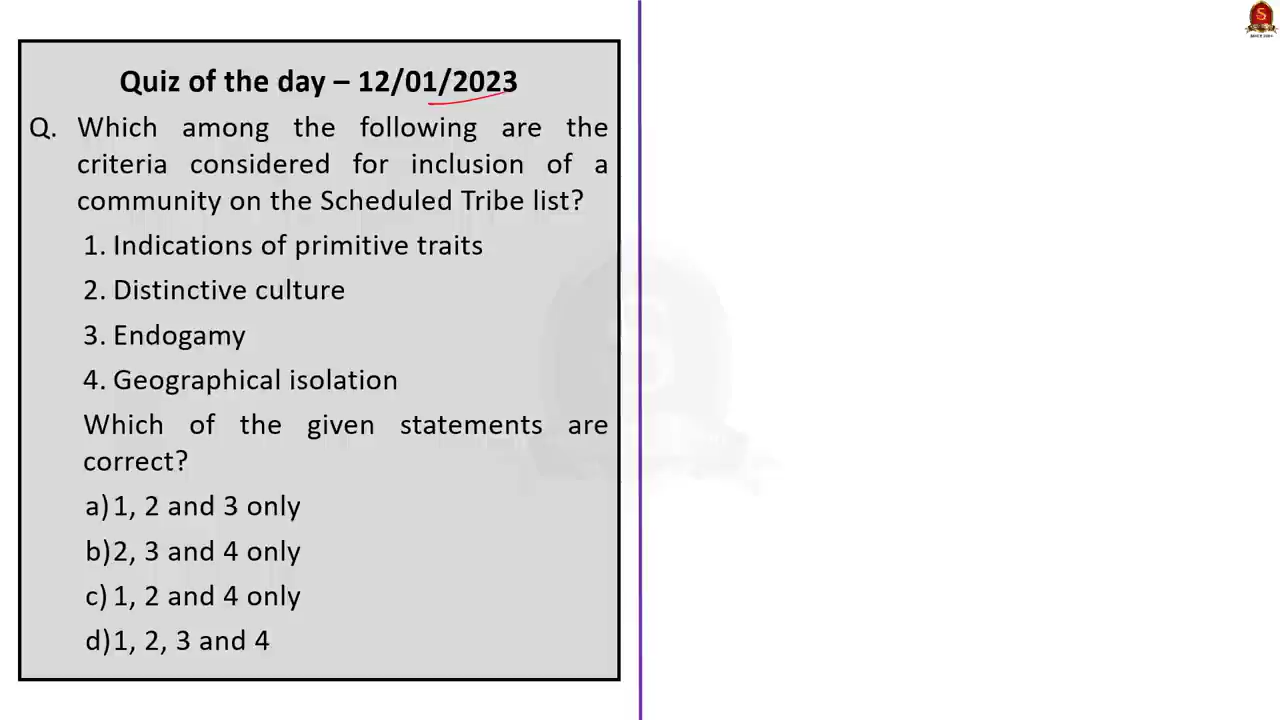 Quiz of the day – 12/01/2023
Q. Which among the following are the
criteria considered for inclusion of a
community on the Scheduled Tribe list?
1. Indications of primitive traits
2. Distinctive culture
3. Endogamy
4. Geographical isolation
Which of the given statements are
correct?
a) 1, 2 and 3 only
b) 2, 3 and 4 only
c) 1, 2 and 4 only
d) 1, 2, 3 and 4
S